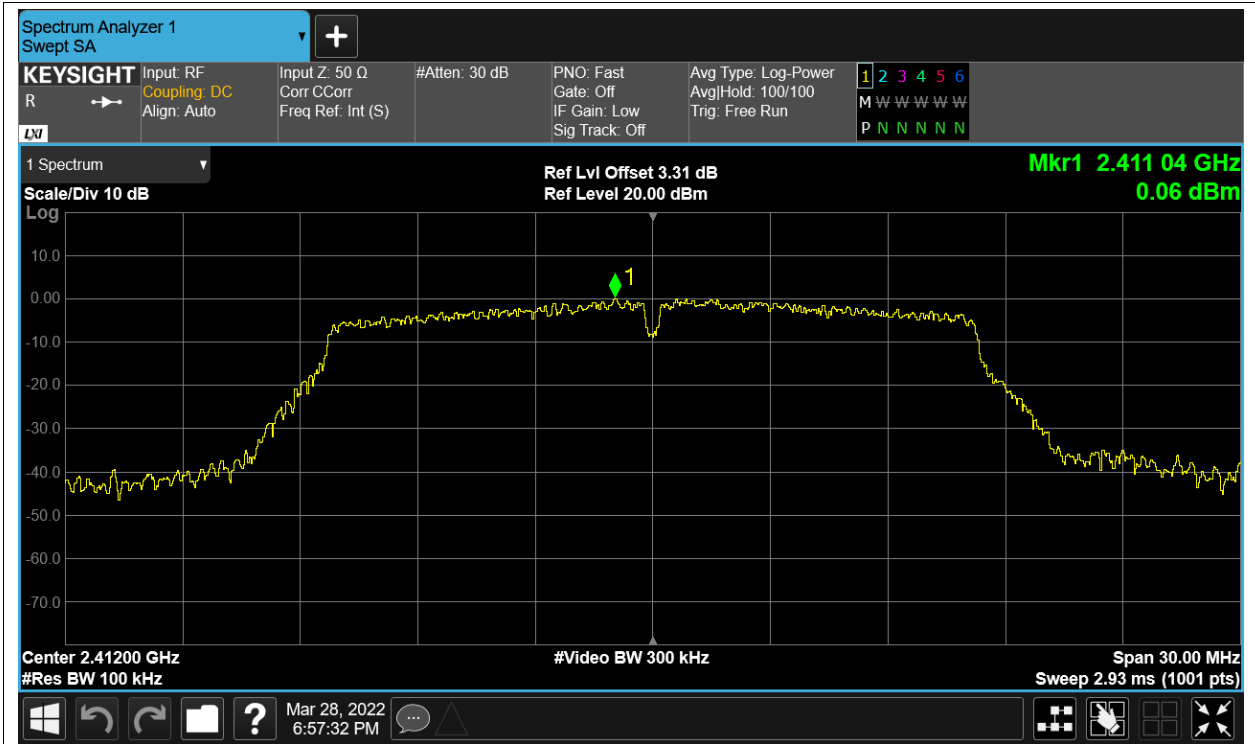 Spectrum Analyzer 1
Swept SA
▼
+
KEYSIGHT
R
LXI
Input: RF
Coupling: DC
Align: Auto
Input Z: 50 Ω
Corr CCorr
Freq Ref: Int (S)
#Atten: 30 dB
PNO: Fast
Gate: Off
IF Gain: Low
Sig Track: Off
Avg Type: Log-Power
Avg|Hold: 100/100
Trig: Free Run
1 2 3 4 5 6
M W W W W W
P N N N N N
1 Spectrum ▼
Scale/Div 10 dB
Log
Ref Lvl Offset 3.31 dB
Ref Level 20.00 dBm
Mkr1 2.411 04 GHz
0.06 dBm
1
10.0
0.00
-10.0
-20.0
-30.0
-40.0
-50.0
-60.0
-70.0
Center 2.41200 GHz
#Res BW 100 kHz
#Video BW 300 kHz
Span 30.00 MHz
Sweep 2.93 ms (1001 pts)
?
Mar 28, 2022
6:57:32 PM